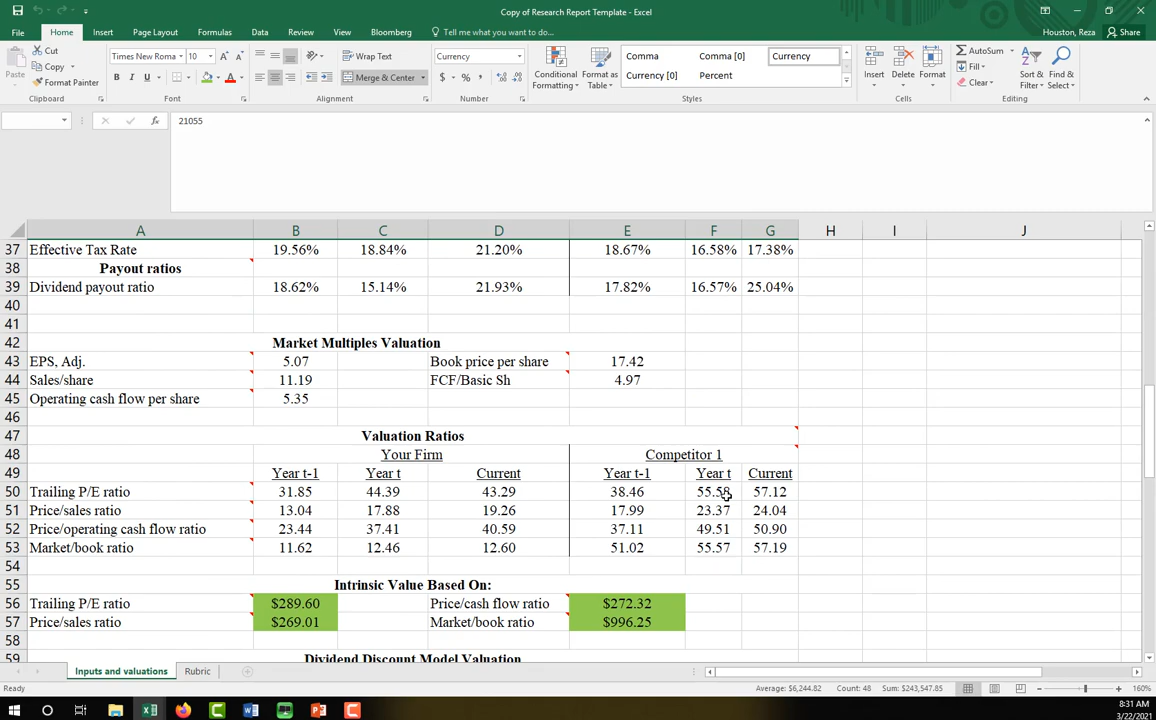 Copy of Research Report Template - Excel
Houston, Reza
Share
File Home Insert Page Layout Formulas Data Review View Bloomberg Tell me what you want to do...
Paste
Cut
Copy
Format Painter
Clipboard
Times New Roma 10
B I U
Font
Wrap Text
Merge & Center
Alignment
Currency
$ % ,
Number
Conditional Formatting
Format as Table
Comma Comma [0] Currency
Currency [0] Percent
Styles
Insert Delete Format
Cells
AutoSum
Fill
Clear
Sort & Filter
Find & Select
Editing
21055
A B C D E F G H I J
37 Effective Tax Rate 19.56% 18.84% 21.20% 18.67% 16.58% 17.38%
38 Payout ratios
39 Dividend payout ratio 18.62% 15.14% 21.93% 17.82% 16.57% 25.04%
40
41
42 Market Multiples Valuation
43 EPS, Adj. 5.07 Book price per share 17.42
44 Sales/share 11.19 FCF/Basic Sh 4.97
45 Operating cash flow per share 5.35
46
47 Valuation Ratios
48 Your Firm Competitor 1
49 Year t-1 Year t Current Year t-1 Year t Current
50 Trailing P/E ratio 31.85 44.39 43.29 38.46 55.58 57.12
51 Price/sales ratio 13.04 17.88 19.26 17.99 23.37 24.04
52 Price/operating cash flow ratio 23.44 37.41 40.59 37.11 49.51 50.90
53 Market/book ratio 11.62 12.46 12.60 51.02 55.57 57.19
54
55 Intrinsic Value Based On:
56 Trailing P/E ratio $289.60 Price/cash flow ratio $272.32
57 Price/sales ratio $269.01 Market/book ratio $996.25
58
59 Dividend Discount Model Valuation
Inputs and valuations Rubric
Ready
Average: $6,244.82 Count: 48 Sum: $243,547.85 160%
8:31 AM
3/22/2021